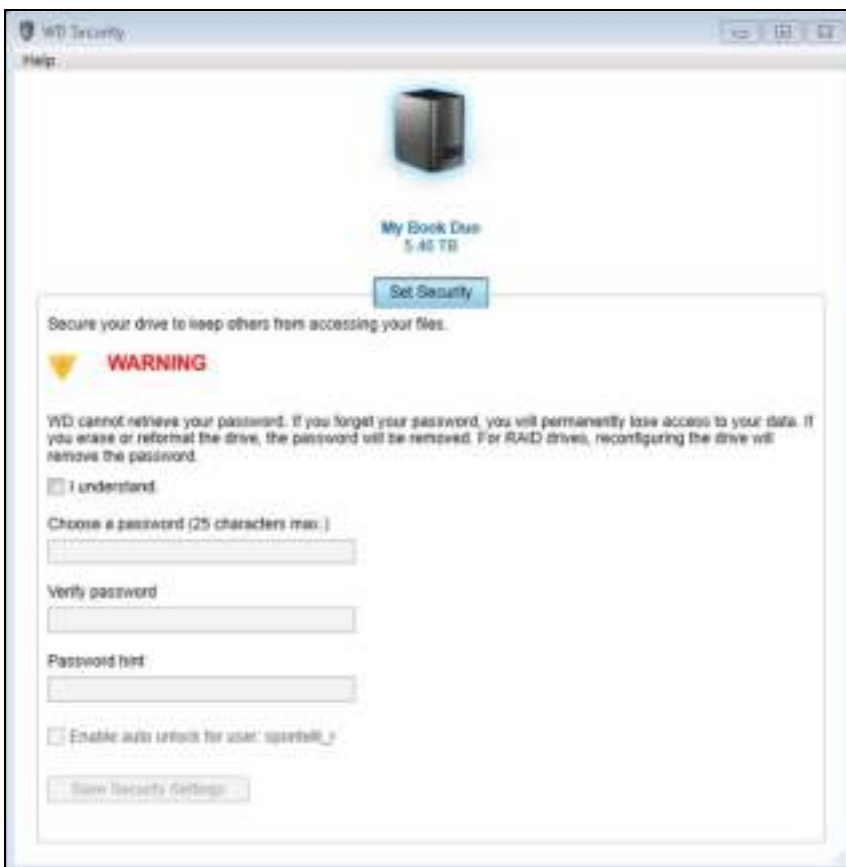 WD Security
Help
My Book Duo
5.46 TB
Set Security
Secure your drive to keep others from accessing your files.
WARNING
WD cannot retrieve your password. If you forget your password, you will permanently lose access to your data. If
you erase or reformat the drive, the password will be removed. For RAID drives, reconfiguring the drive will
remove the password.
I understand.
Choose a password (25 characters max.)
Verify password
Password hint
Enable auto unlock for user:
Save Security Settings